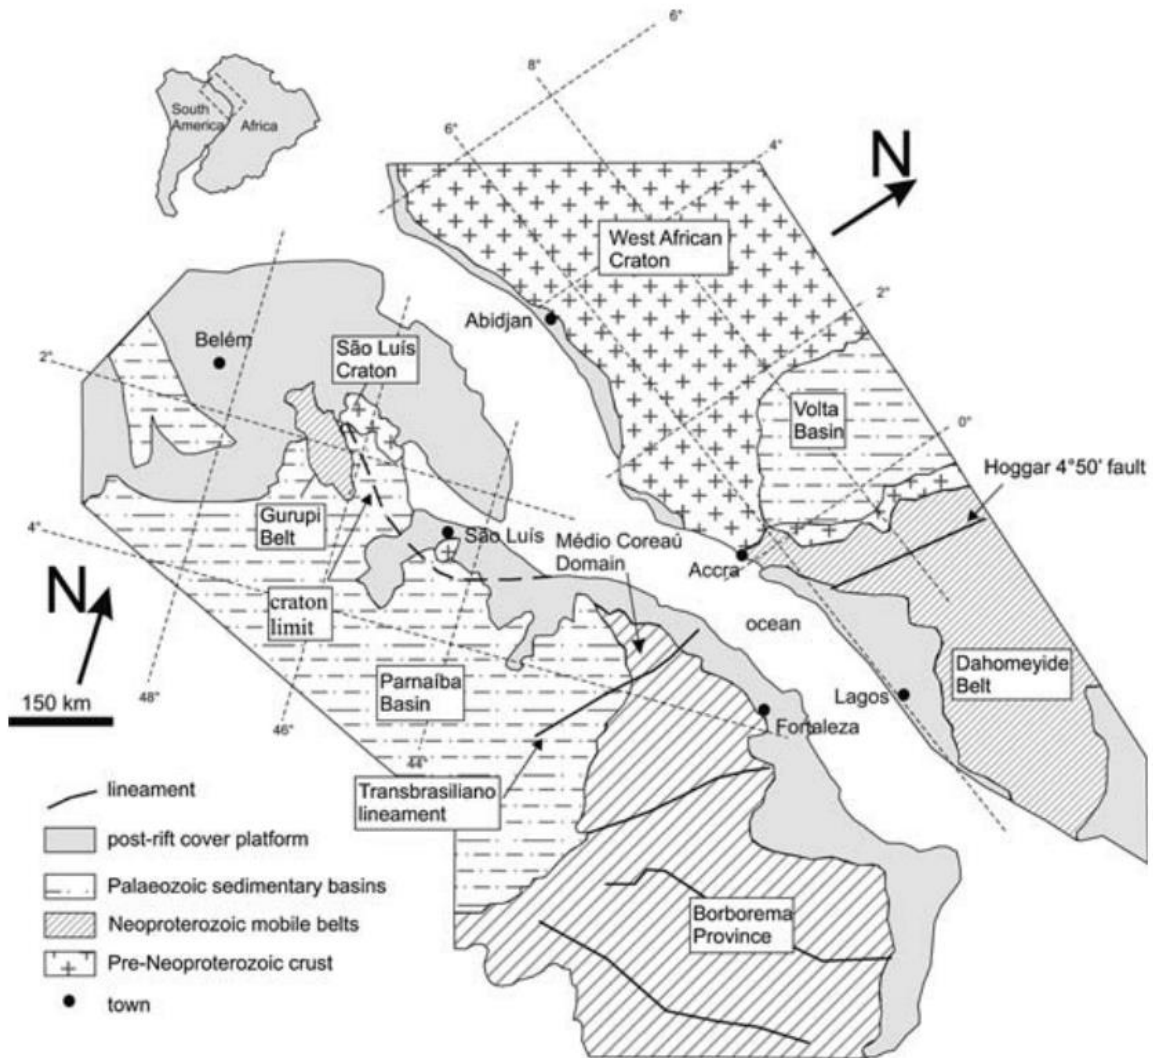 6°
8°
South
America
Africa
6°
4°
N
West African
Craton
2°
Abidjan
Belém
São Luís
Craton
2°
Volta
Basin
0°
Hoggar 4°50' fault
Gurupi
Belt
São Luís
Médio Coreaú
Domain
4°
Accra
N
craton
limit
ocean
Dahomeyide
Belt
Parnaíba
Basin
Lagos
150 km
48°
46°
Fortaleza
44°
Transbrasiliano
lineament
lineament
post-rift cover platform
Palaeozoic sedimentary basins
Neoproterozoic mobile belts
Borborema
Province
Pre-Neoproterozoic crust
town